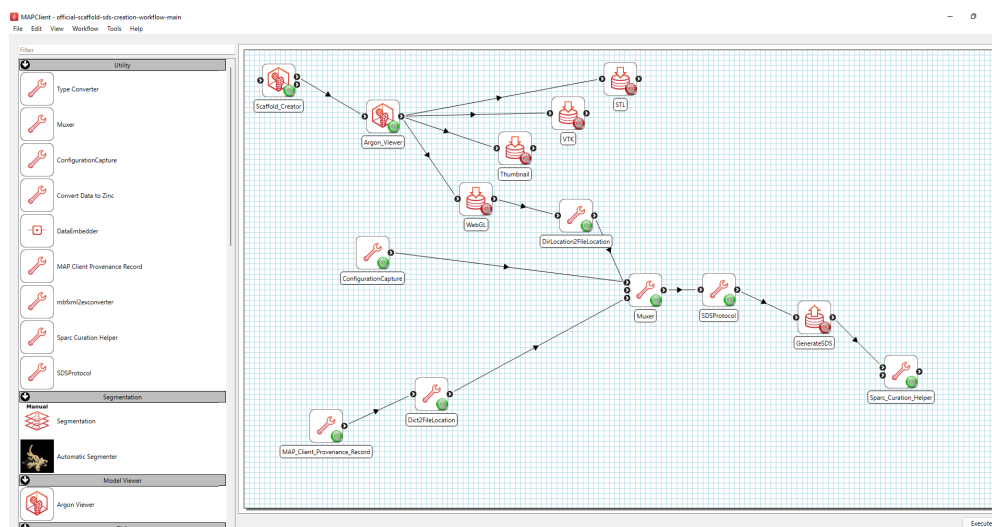 MAPClient - official-scaffold-sds-creation-workflow-main
File Edit View Workflow Tools Help
Filter
Utility
Type Converter
Muxer
ConfigurationCapture
Convert Data to Zinc
DataEmbedder
MAP Client Provenance Record
mbfxml2exconverter
Sparc Curation Helper
SDSProtocol
Segmentation
Manual
Segmentation
Automatic Segmenter
Model Viewer
Argon Viewer
Scaffold_Creator
Argon_Viewer
STL
VTK
Thumbnail
WebGL
DirLocation2FileLocation
ConfigurationCapture
Muxer
SDSProtocol
GenerateSDS
Sparc_Curation_Helper
Dict2FileLocation
MAP_Client_Provenance_Record
Execute